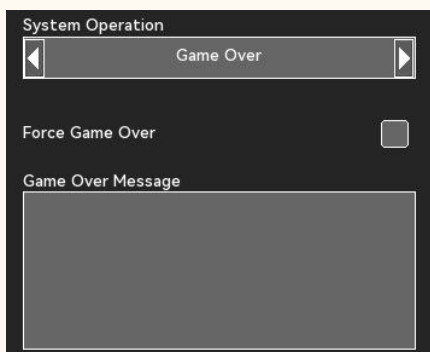 System Operation
Game Over
Force Game Over
Game Over Message